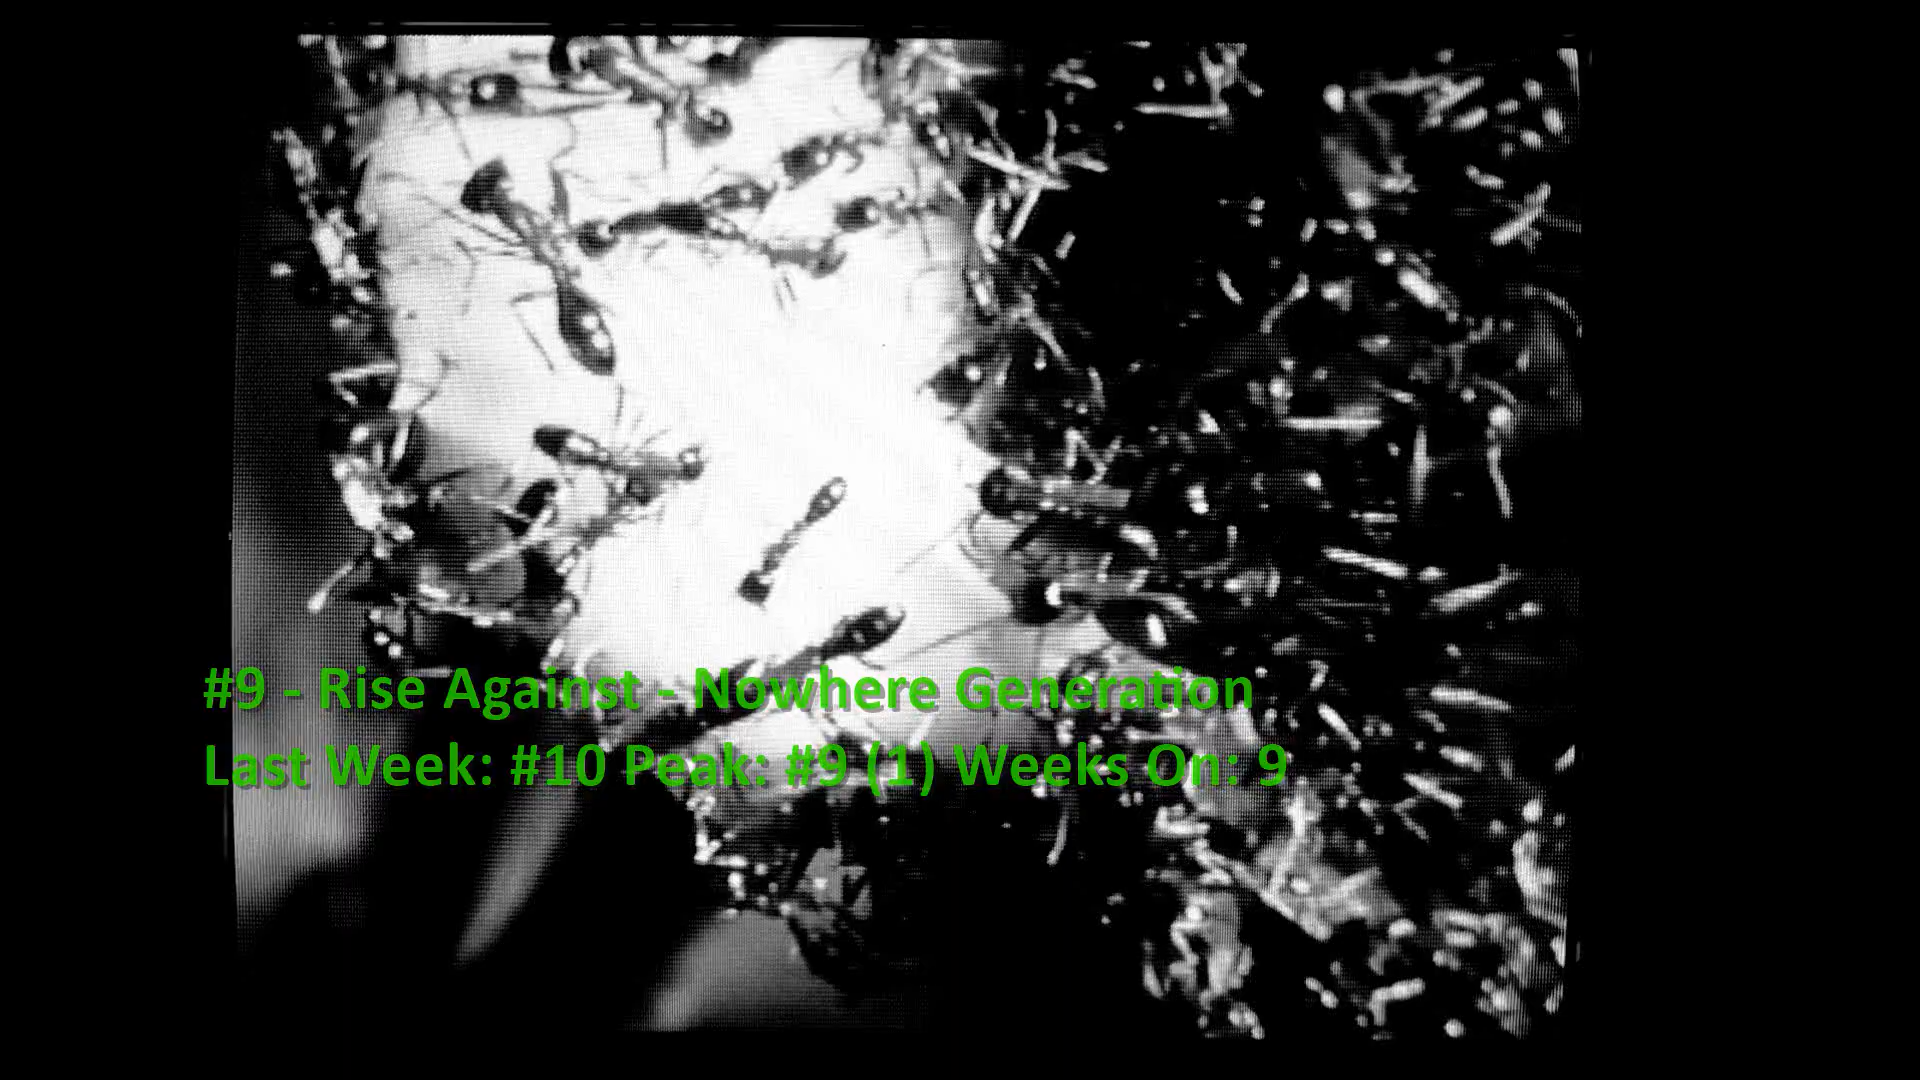 #9 - Rise Against - Nowhere Generation
Last Week: #10 Peak: #9 (1) Weeks On: 9